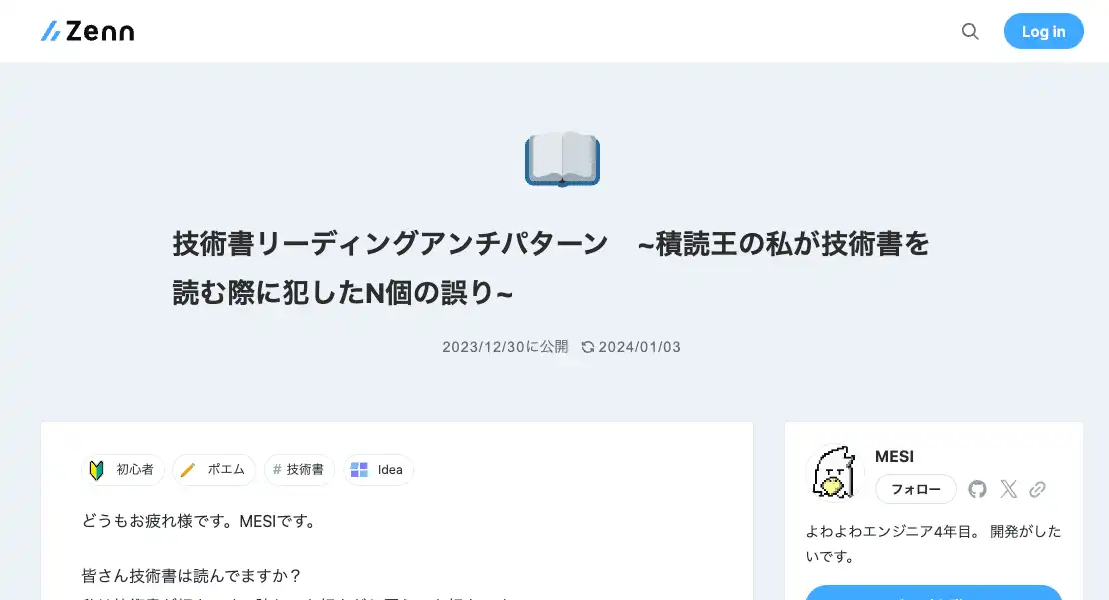 Zenn
Log in
技術書リーディングアンチパターン　~積読王の私が技術書を
読む際に犯したN個の誤り~
2023/12/30に公開 2024/01/03
初心者 ポエム # 技術書 Idea
どうもお疲れ様です。MESIです。
皆さん技術書は読んでますか？
MESI
フォロー
よわよわエンジニア4年目。 開発がした
いです。